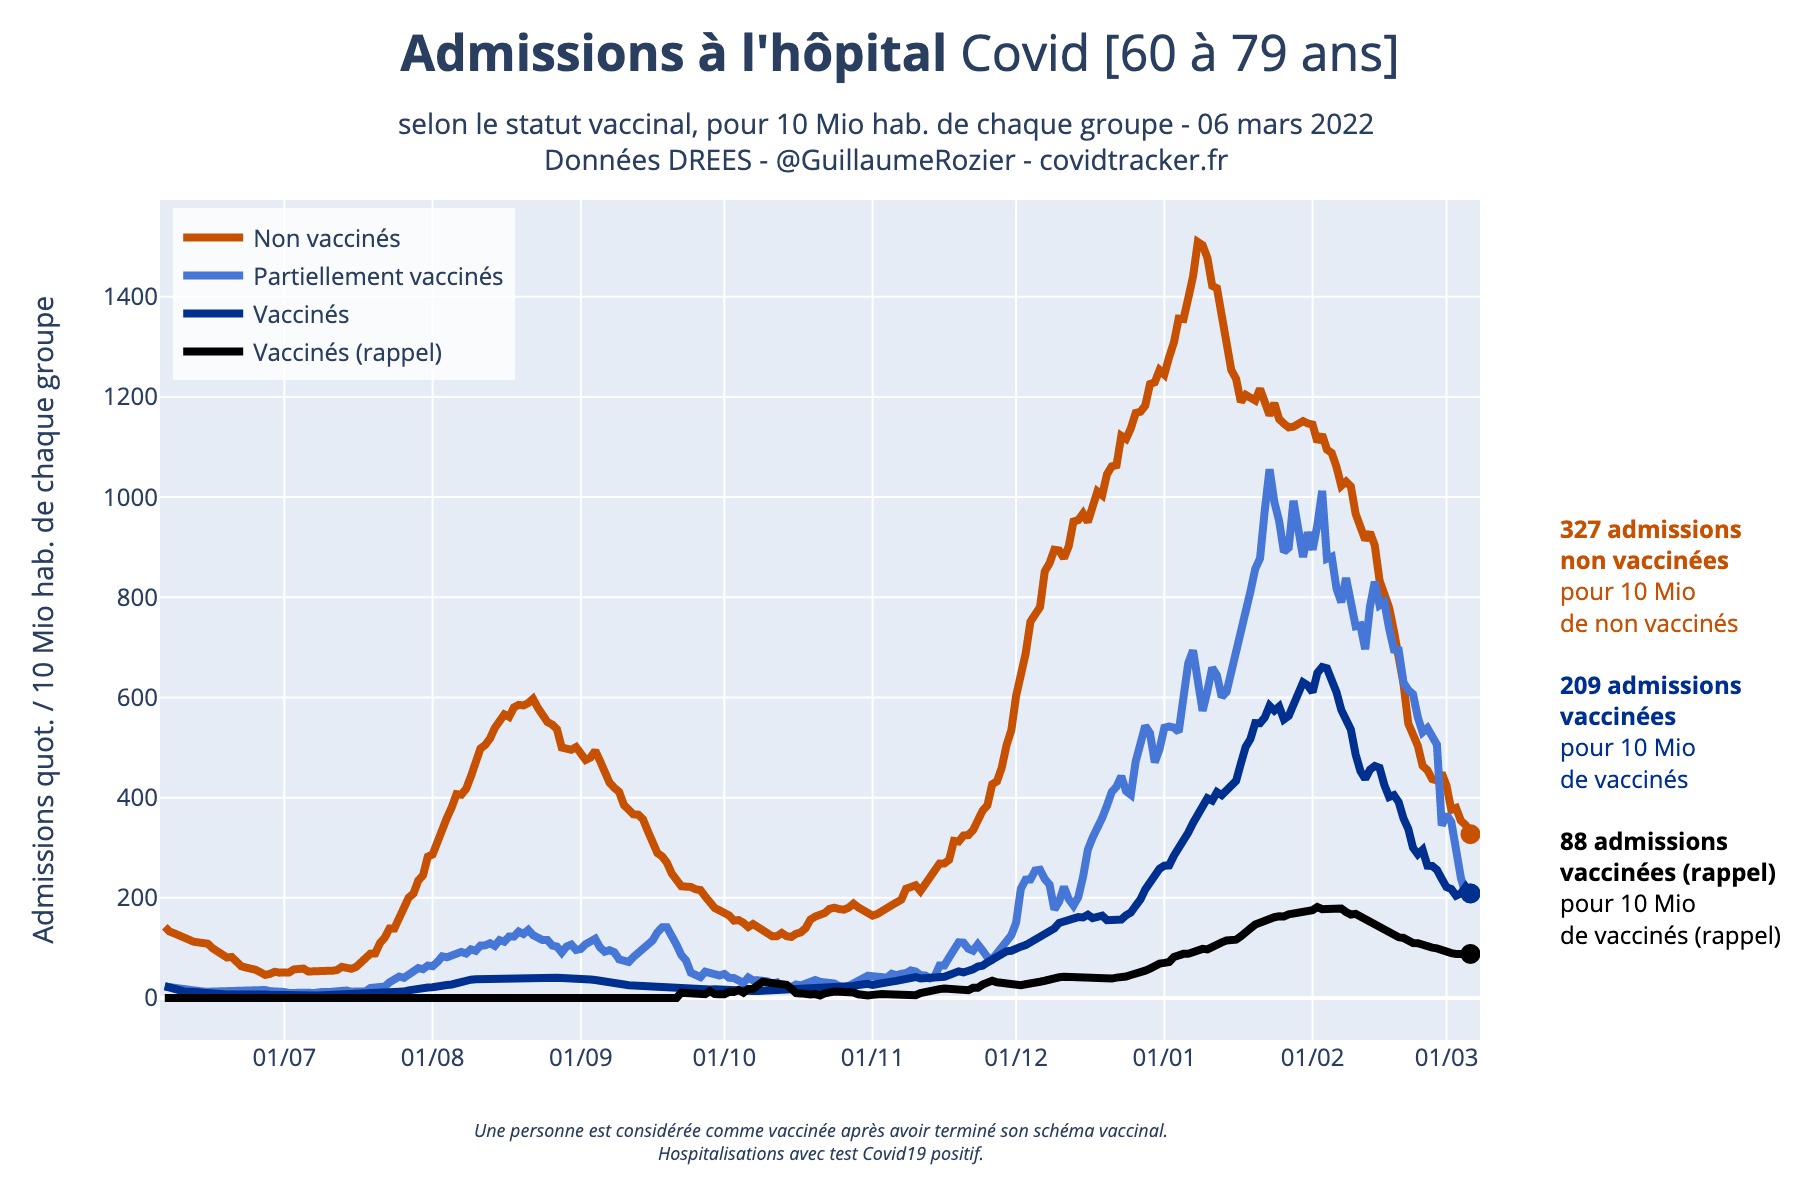 Admissions à l'hôpital Covid [60 à 79 ans]
selon le statut vaccinal, pour 10 Mio hab. de chaque groupe - 06 mars 2022
Données DREES - @GuillaumeRozier - covidtracker.fr
Non vaccinés
Partiellement vaccinés
Vaccinés
Vaccinés (rappel)
Admissions quot. / 10 Mio hab. de chaque groupe
1400
1200
1000
800
600
400
200
0
01/07 01/08 01/09 01/10 01/11 01/12 01/01 01/02 01/03
327 admissions
non vaccinées
pour 10 Mio
de non vaccinés
209 admissions
vaccinées
pour 10 Mio
de vaccinés
88 admissions
vaccinées (rappel)
pour 10 Mio
de vaccinés (rappel)
Une personne est considérée comme vaccinée après avoir terminé son schéma vaccinal.
Hospitalisations avec test Covid19 positif.